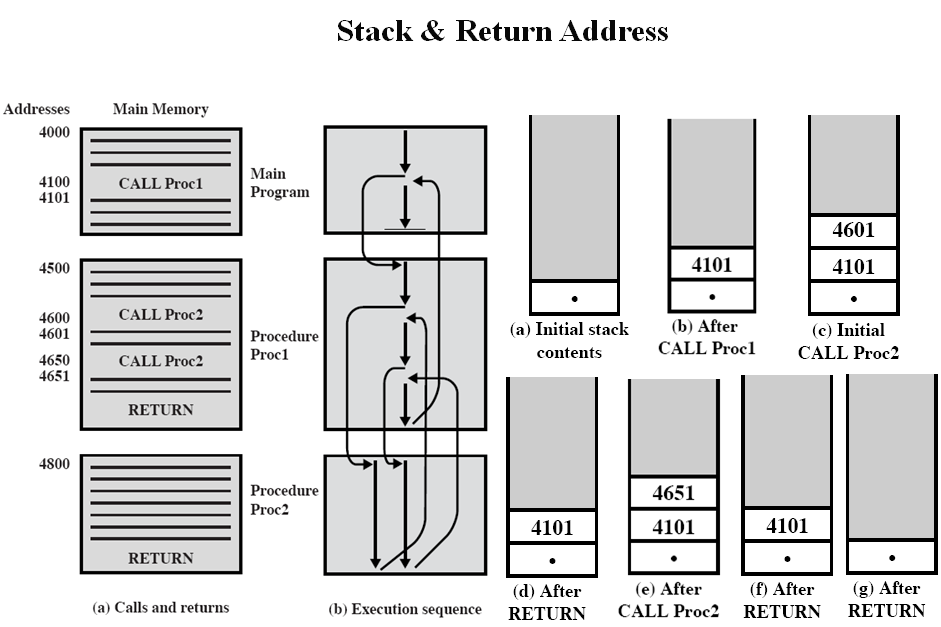 Stack & Return Address
Addresses
Main Memory
4000
4100
4101
CALL Proc1
Main
Program
4500
4600
4601
4650
4651
CALL Proc2
CALL Proc2
RETURN
Procedure
Proc1
4800
RETURN
Procedure
Proc2
(a) Calls and returns
(b) Execution sequence
•
(a) Initial stack
contents
4101
•
(b) After
CALL Proc1
4601
4101
•
(c) Initial
CALL Proc2
4101
•
(d) After
RETURN
4651
4101
•
(e) After
CALL Proc2
4101
•
(f) After
RETURN
•
(g) After
RETURN